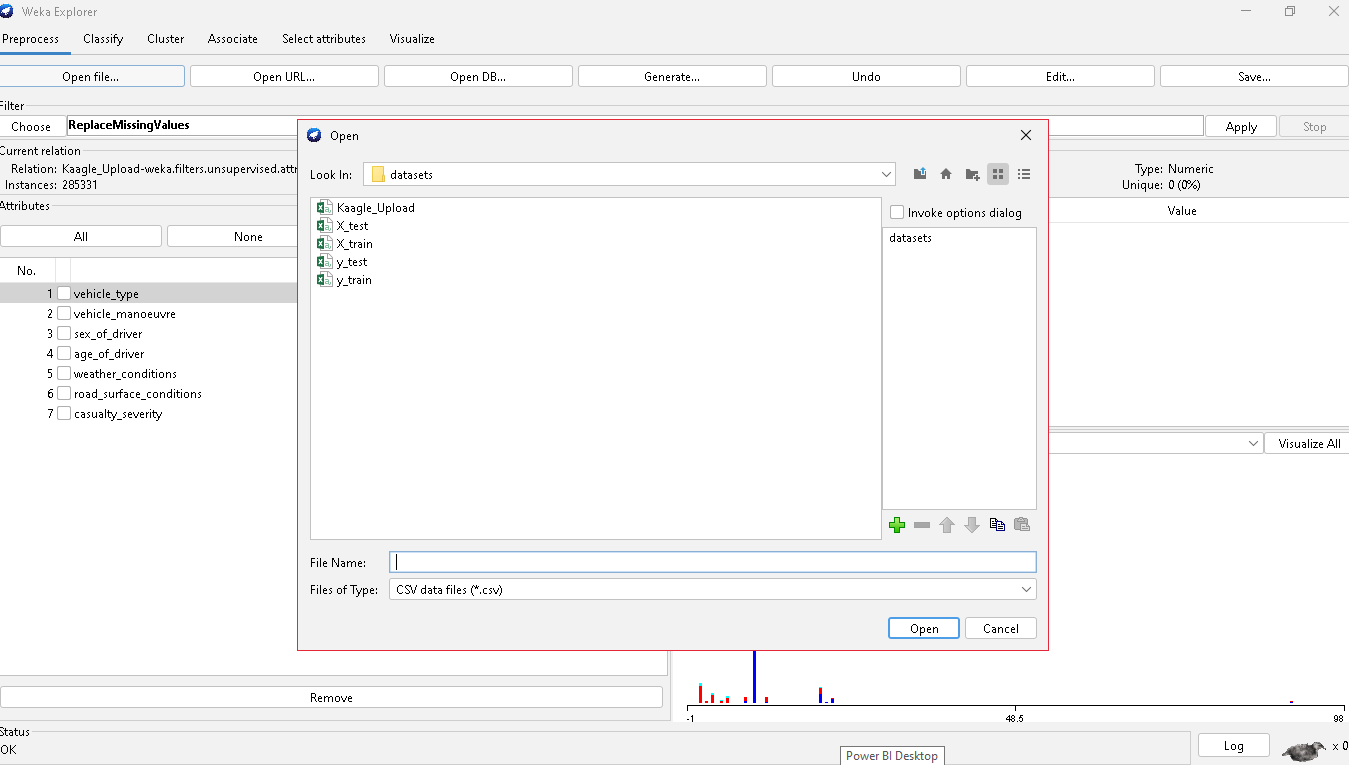 Weka Explorer
Preprocess Classify Cluster Associate Select attributes Visualize
Open file... Open URL... Open DB... Generate... Undo Edit... Save...
Filter
Choose ReplaceMissingValues Apply Stop
Current relation
Relation: Kaagle_Upload-weka.filters.unsupervised.attr
Instances: 285331
Type: Numeric
Unique: 0 (0%)
Attributes
All None
No.
1 vehicle_type
2 vehicle_manoeuvre
3 sex_of_driver
4 age_of_driver
5 weather_conditions
6 road_surface_conditions
7 casualty_severity
Remove
Open
Look In: datasets
Kaagle_Upload
X_test
X_train
y_test
y_train
Invoke options dialog
datasets
File Name:
Files of Type: CSV data files (*.csv)
Open Cancel
Value
Visualize All
-1 48.5 98
Status
OK
Log x 0
Power BI Desktop